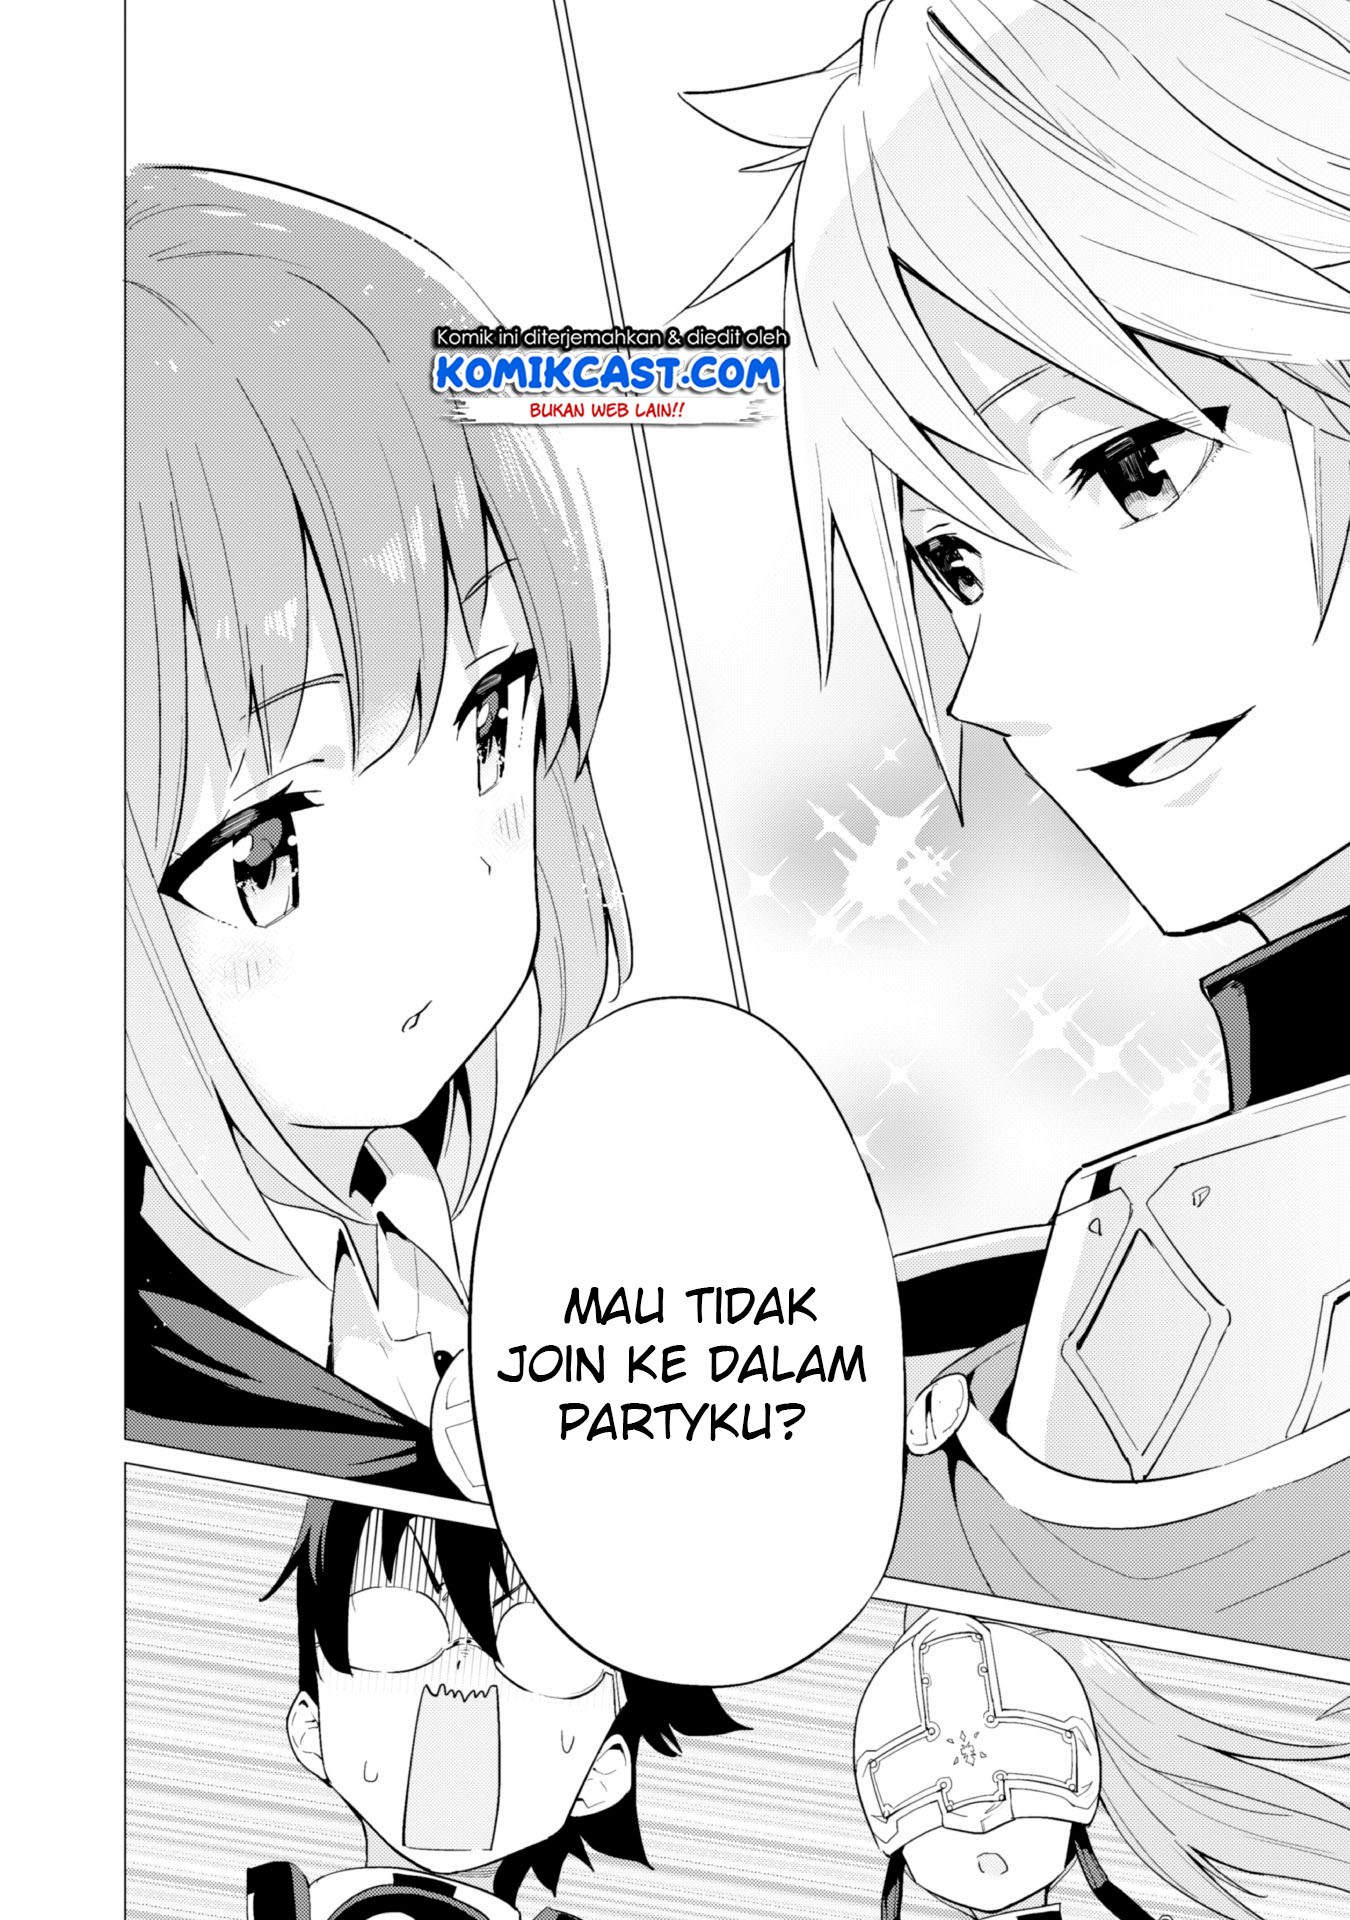 Komik ini diterjemahkan & diedit oleh
KOMIKCAST.COM
BUKAN WEB LAIN!!
MAU TIDAK
JOIN KE DALAM
PARTYKU?